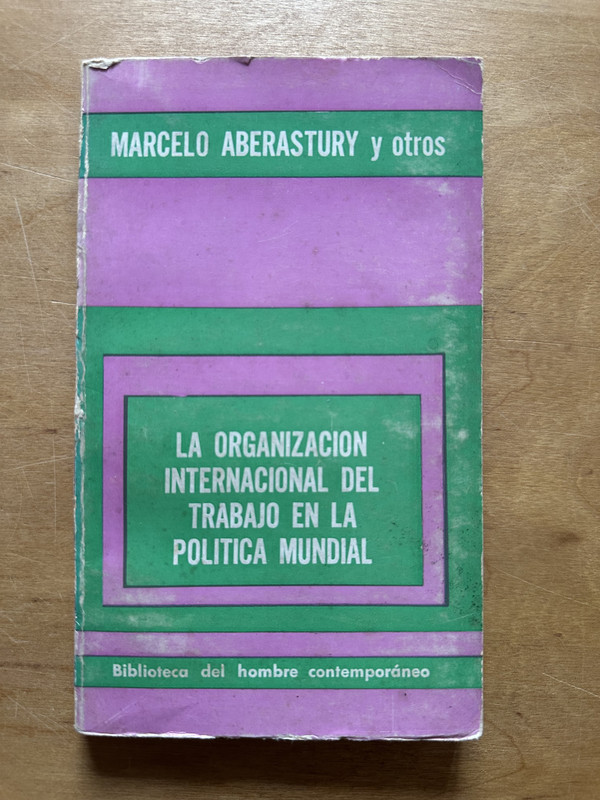 MARCELO ABERASTURY y otros
LA ORGANIZACION
INTERNACIONAL DEL
TRABAJO EN LA
POLITICA MUNDIAL
Biblioteca del hombre contemporáneo